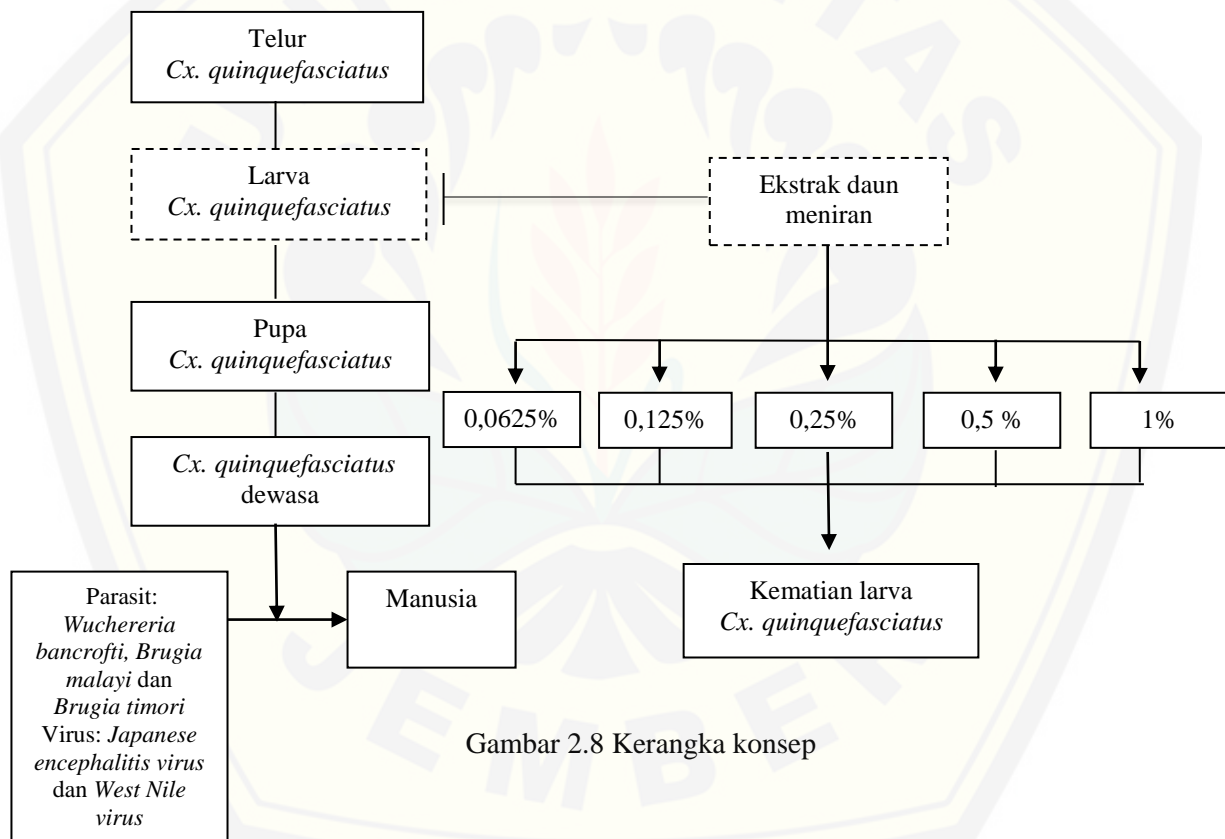 Telur
Cx. quinquefasciatus
Larva
Cx. quinquefasciatus
Ekstrak daun
meniran
Pupa
Cx. quinquefasciatus
0,0625%
0,125%
0,25%
0,5 %
1%
Cx. quinquefasciatus
dewasa
Parasit:
Wuchereria
bancrofti, Brugia
malayi dan
Brugia timori
Virus: Japanese
encephalitis virus
dan West Nile
virus
Manusia
Kematian larva
Cx. quinquefasciatus
Gambar 2.8 Kerangka konsep
JEMBER